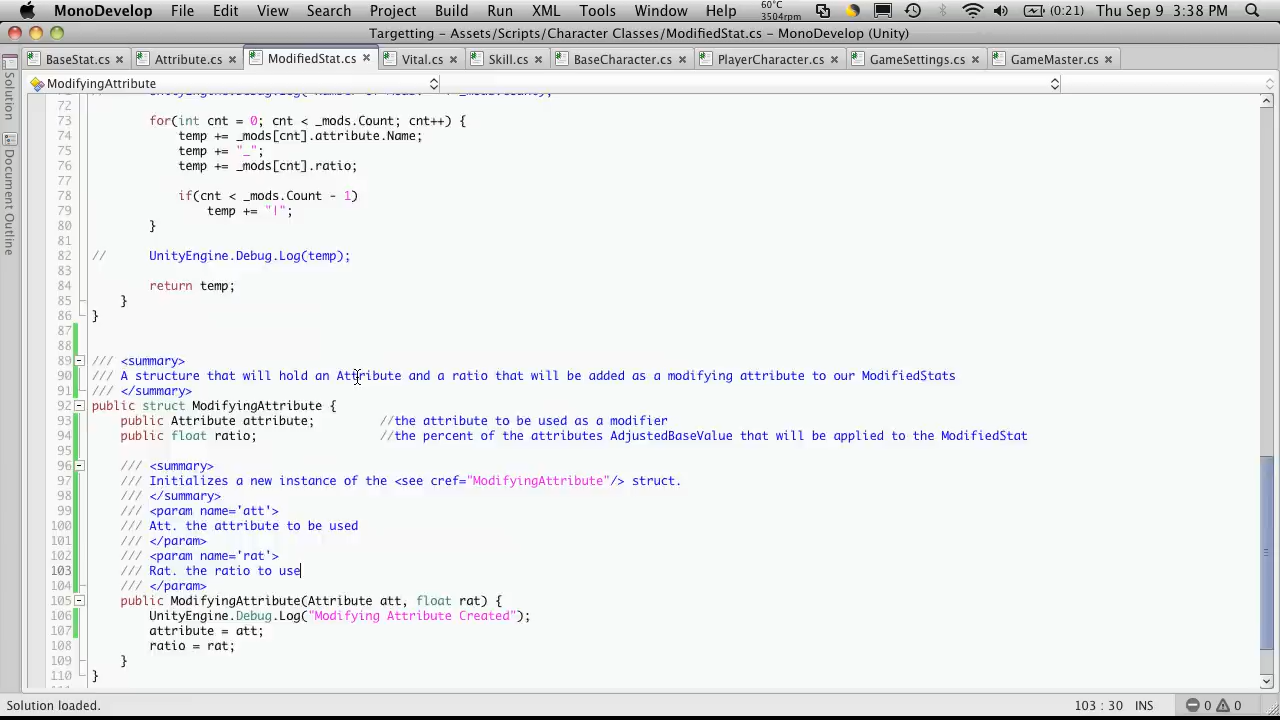 MonoDevelop File Edit View Search Project Build Run XML Tools Window Help 60°C 3504rpm (0:21) Thu Sep 9 3:38 PM
Targetting - Assets/Scripts/Character Classes/ModifiedStat.cs - MonoDevelop (Unity)
BaseStat.cs Attribute.cs ModifiedStat.cs Vital.cs Skill.cs BaseCharacter.cs PlayerCharacter.cs GameSettings.cs GameMaster.cs
Solution
Document Outline
ModifyingAttribute
72
73 for(int cnt = 0; cnt < _mods.Count; cnt++) {
74 temp += _mods[cnt].attribute.Name;
75 temp += "_";
76 temp += _mods[cnt].ratio;
77
78 if(cnt < _mods.Count - 1)
79 temp += "|";
80 }
81
82 // UnityEngine.Debug.Log(temp);
83
84 return temp;
85 }
86 }
87
88
89 /// <summary>
90 /// A structure that will hold an Attribute and a ratio that will be added as a modifying attribute to our ModifiedStats
91 /// </summary>
92 public struct ModifyingAttribute {
93 public Attribute attribute; //the attribute to be used as a modifier
94 public float ratio; //the percent of the attributes AdjustedBaseValue that will be applied to the ModifiedStat
95
96 /// <summary>
97 /// Initializes a new instance of the <see cref="ModifyingAttribute"/> struct.
98 /// </summary>
99 /// <param name='att'>
100 /// Att. the attribute to be used
101 /// </param>
102 /// <param name='rat'>
103 /// Rat. the ratio to use
104 /// </param>
105 public ModifyingAttribute(Attribute att, float rat) {
106 UnityEngine.Debug.Log("Modifying Attribute Created");
107 attribute = att;
108 ratio = rat;
109 }
110 }
Solution loaded. 103 : 30 INS 0 0